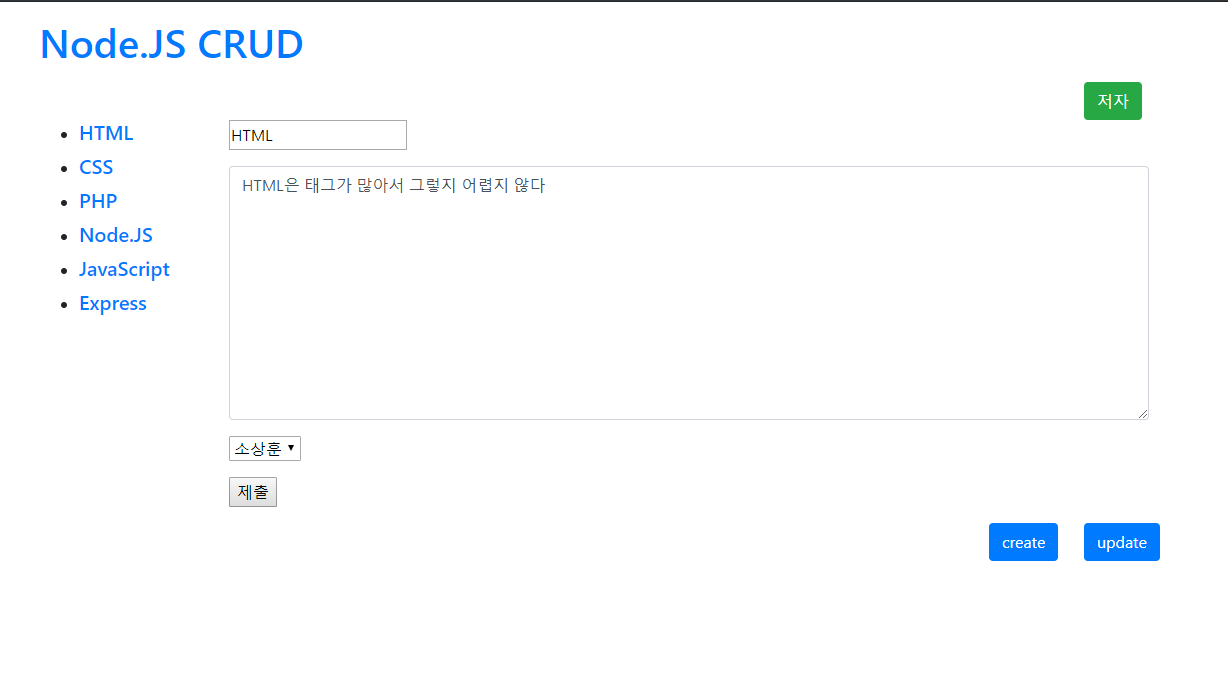 Node.JS CRUD
저자
HTML
CSS
PHP
Node.JS
JavaScript
Express
HTML
HTML은 태그가 많아서 그렇지 어렵지 않다
소상훈
제출
create
update